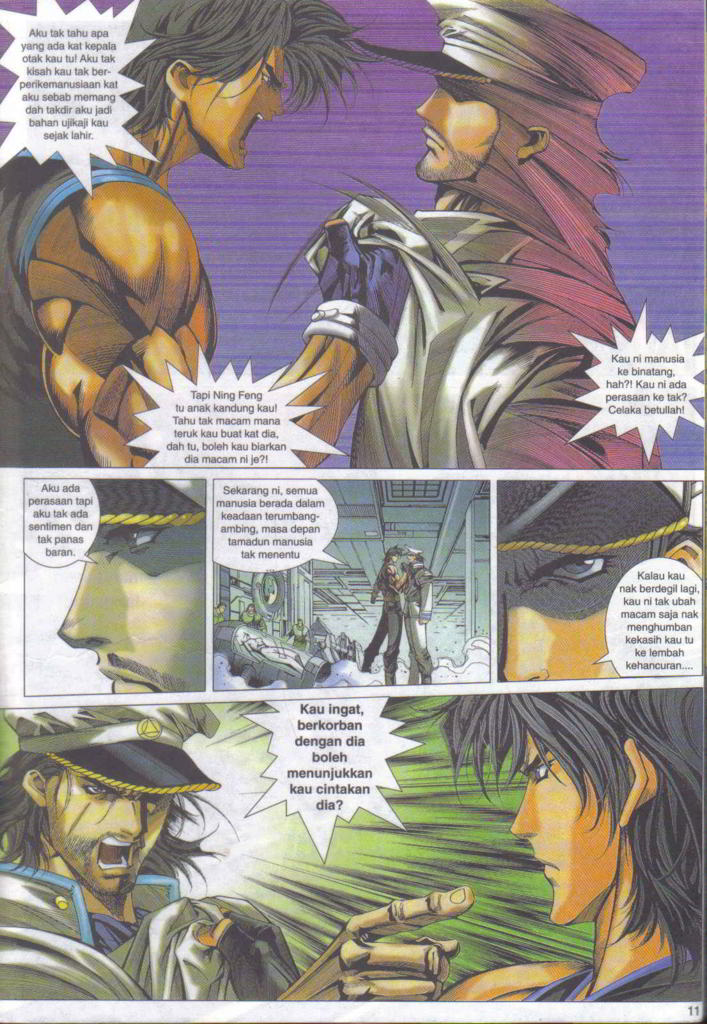 Aku tak tahu apa
yang ada kat kepala
otak kau tu! Aku tak
kisah kau tak ber-
perikemanusiaan kat
aku sebab memang
dah takdir aku jadi
bahan ujikaji kau
sejak lahir.
Tapi Ning Feng
tu anak kandung kau!
Tahu tak macam mana
teruk kau buat kat dia,
dah tu, boleh kau biarkan
dia macam ni je?!
Kau ni manusia
ke binatang,
hah?! Kau ni ada
perasaan ke tak?
Celaka betullah!
Aku ada
perasaan tapi
aku tak ada
sentimen dan
tak panas
baran.
Sekarang ni, semua
manusia berada dalam
keadaan terumbang-
ambing, masa depan
tamadun manusia
tak menentu
Kalau kau
nak berdegil lagi,
kau ni tak ubah
macam saja nak
menghumban
kekasih kau tu
ke lembah
kehancuran....
Kau ingat,
berkorban
dengan dia
boleh
menunjukkan
kau cintakan
dia?
11